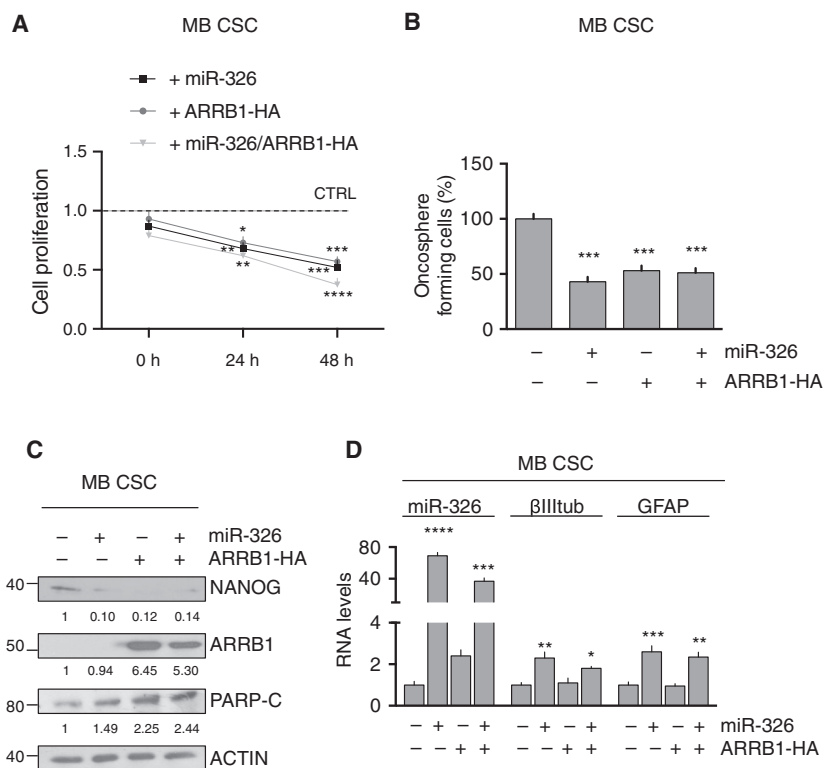 A
MB CSC
+ miR-326
+ ARRB1-HA
+ miR-326/ARRB1-HA
Cell proliferation
1.5
1.0
0.5
0.0
CTRL
*
**
**
***
***
****
0 h 24 h 48 h
B
MB CSC
Oncosphere
forming cells (%)
150
100
50
0
*** *** ***
– + – + miR-326
– – + + ARRB1-HA
C
MB CSC
– + – + miR-326
– – + + ARRB1-HA
40 NANOG
1 0.10 0.12 0.14
50 ARRB1
1 0.94 6.45 5.30
80 PARP-C
1 1.49 2.25 2.44
40 ACTIN
D
MB CSC
miR-326 βIIItub GFAP
RNA levels
80
40
4
2
0
**** ***
** *
*** **
– + – + – + – + – + – + miR-326
– – + + – – + + – – + + ARRB1-HA